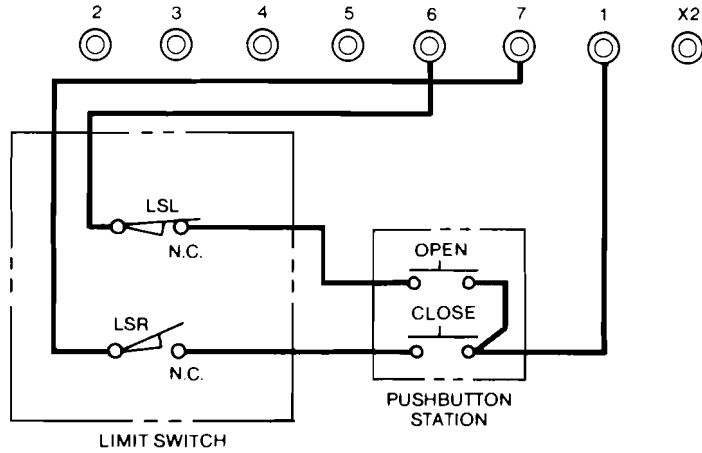 2 3 4 5 6 7 1 X2
LSL
N.C.
OPEN
LSR
CLOSE
N.C.
PUSHBUTTON
STATION
LIMIT SWITCH